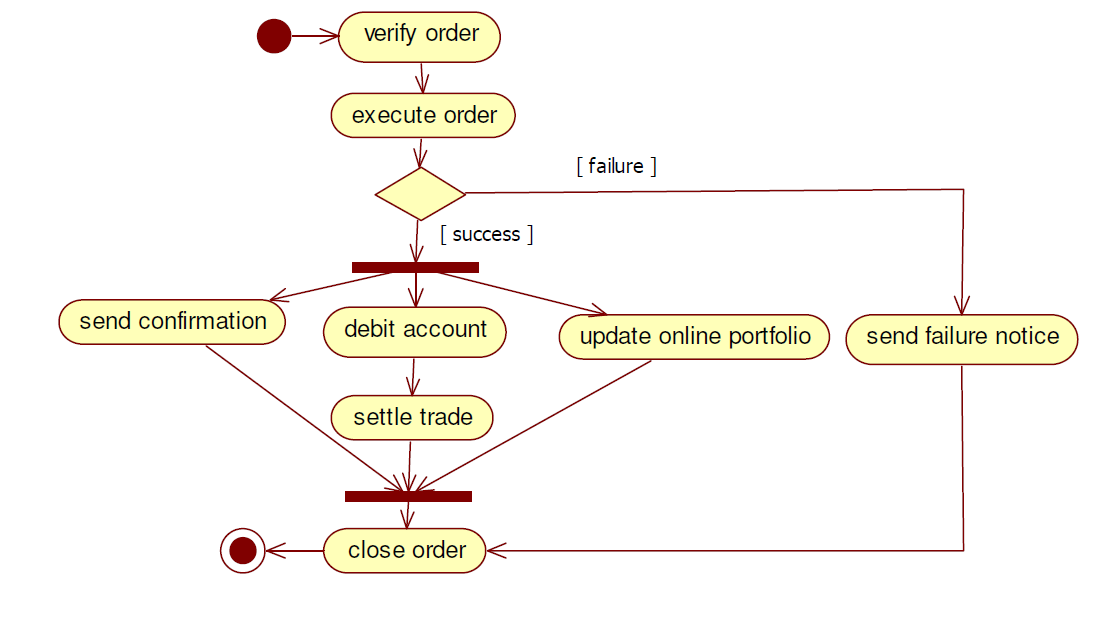 verify order
execute order
[ failure ]
[ success ]
send confirmation
debit account
update online portfolio
send failure notice
settle trade
close order